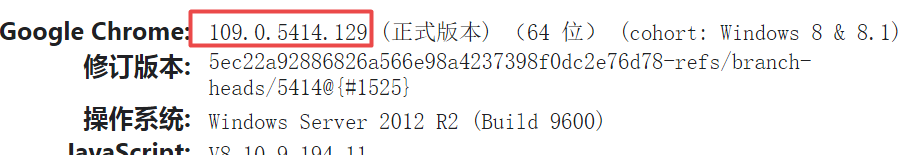 Google Chrome: 109.0.5414.129 (正式版本) (64 位) (cohort: Windows 8 & 8.1)
修订版本: 5ec22a92886826a566e98a4237398f0dc2e76d78-refs/branch-
heads/5414@{#1525}
操作系统: Windows Server 2012 R2 (Build 9600)
JavaScript: V8 10.9.194.11